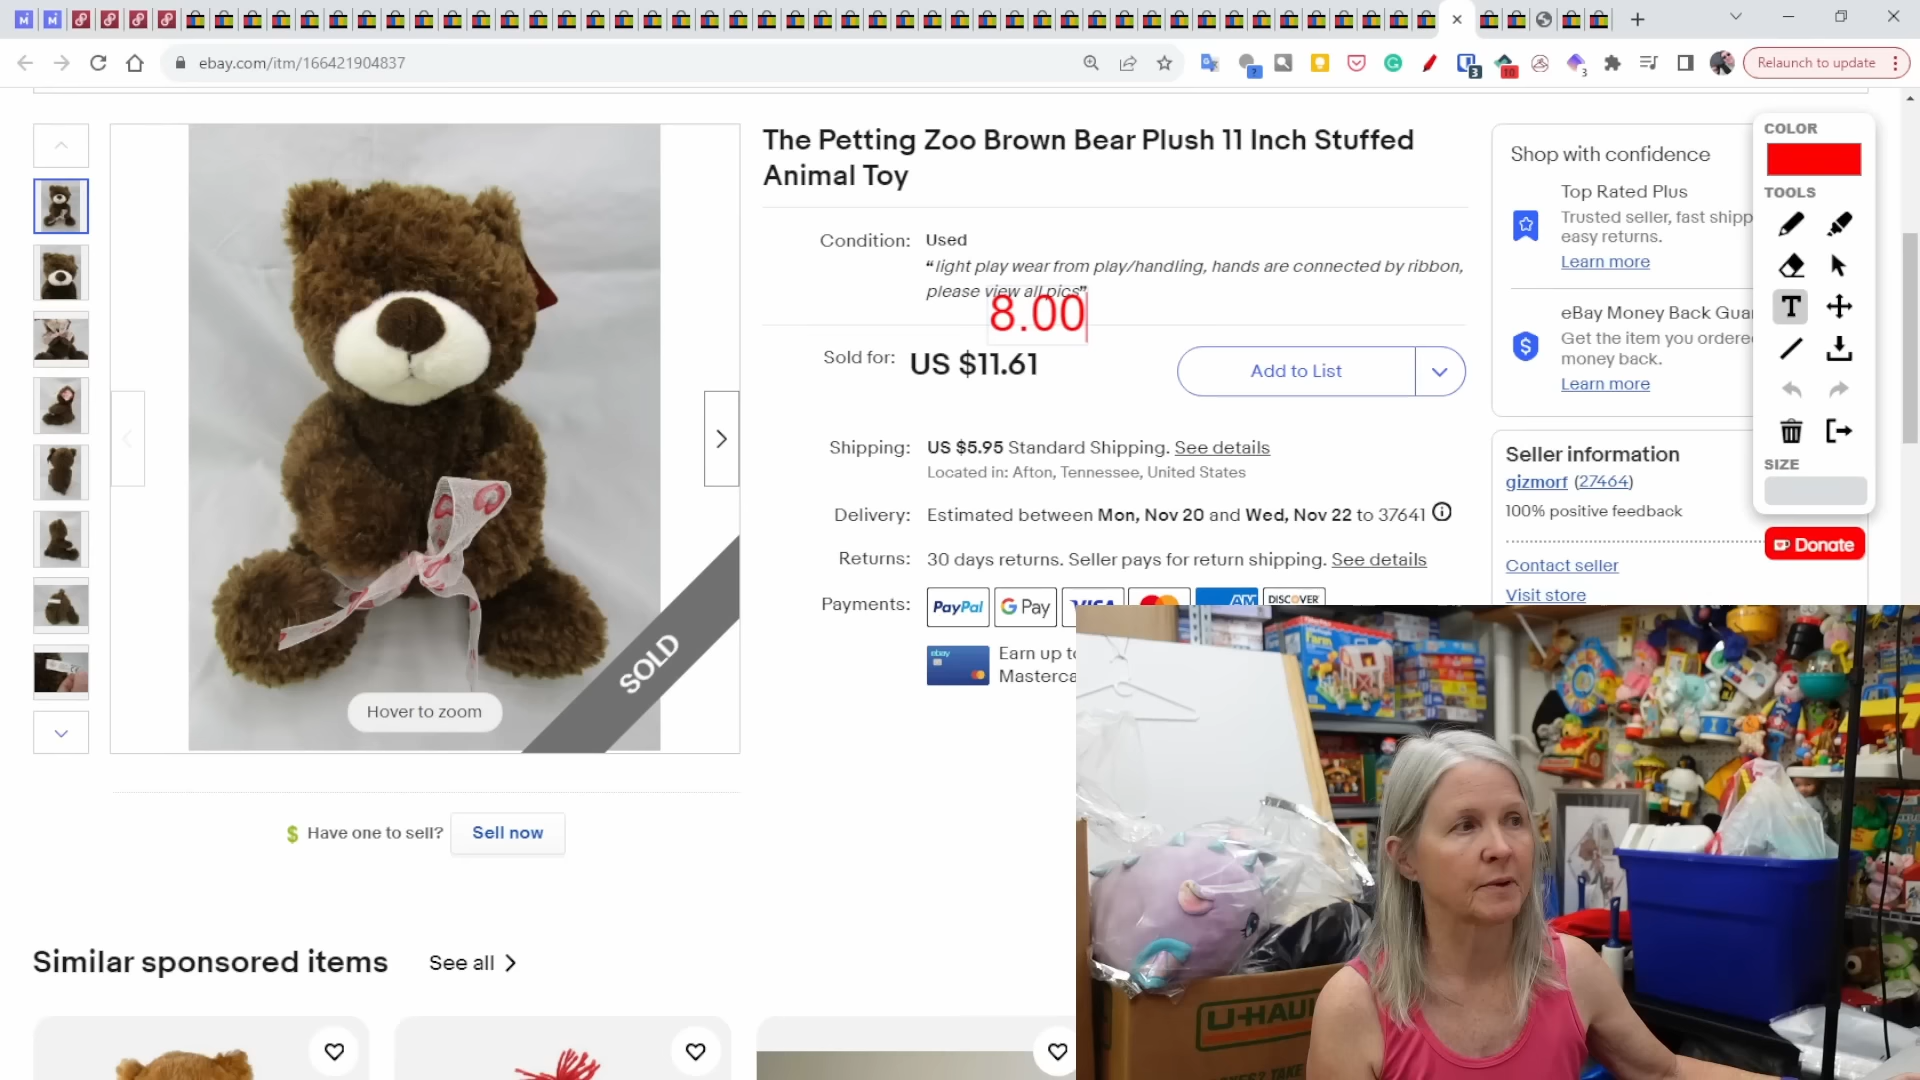 ebay.com/itm/166421904837
Relaunch to update
The Petting Zoo Brown Bear Plush 11 Inch Stuffed
Animal Toy
Condition: Used
“light play wear from play/handling, hands are connected by ribbon,
please view all pics”
8.00
Sold for: US $11.61
Add to List
Shipping: US $5.95 Standard Shipping. See details
Located in: Afton, Tennessee, United States
Delivery: Estimated between Mon, Nov 20 and Wed, Nov 22 to 37641
Returns: 30 days returns. Seller pays for return shipping. See details
Payments: PayPal G Pay VISA AM DISCOVER
ebay
Earn up to
Masterca
SOLD
Hover to zoom
Have one to sell? Sell now
Similar sponsored items See all
Shop with confidence
Top Rated Plus
Trusted seller, fast shipp
easy returns.
Learn more
eBay Money Back Gua
Get the item you ordere
money back.
Learn more
Seller information
gizmorf (27464)
100% positive feedback
Contact seller
Visit store
COLOR
TOOLS
T
SIZE
Donate
U-HAU